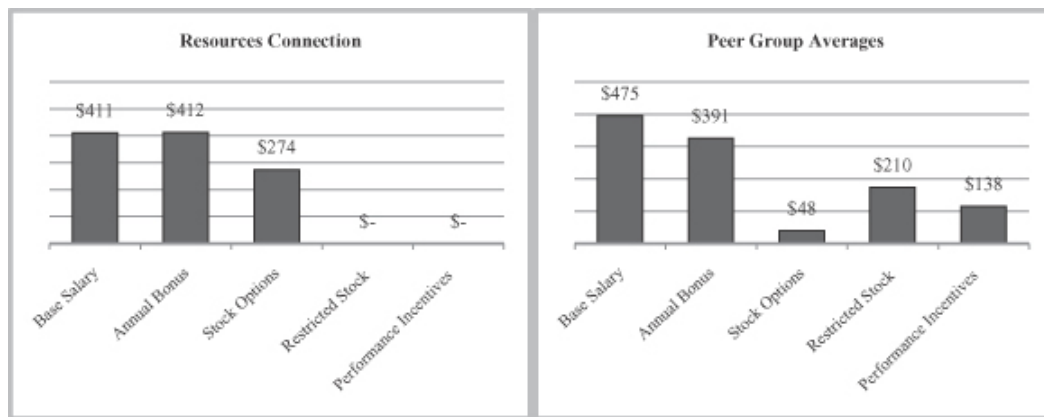 Resources Connection
$411
$412
$274
$-
$-
Base Salary
Annual Bonus
Stock Options
Restricted Stock
Performance Incentives
Peer Group Averages
$475
$391
$48
$210
$138
Base Salary
Annual Bonus
Stock Options
Restricted Stock
Performance Incentives